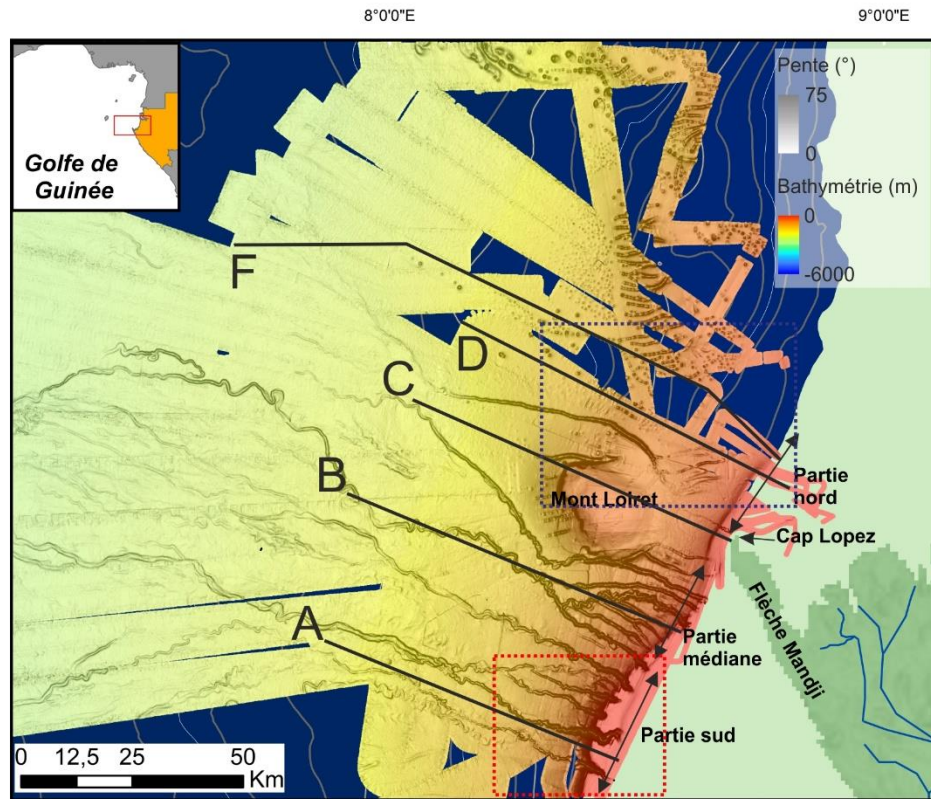 8°0'0"E
9°0'0"E
Golfe de
Guinée
Pente (°)
75
0
Bathymétrie (m)
0
-6000
F
D
C
B
A
Mont Loiret
Partie
nord
Cap Lopez
Flèche Mandji
Partie
médiane
Partie sud
0 12,5 25 50
Km